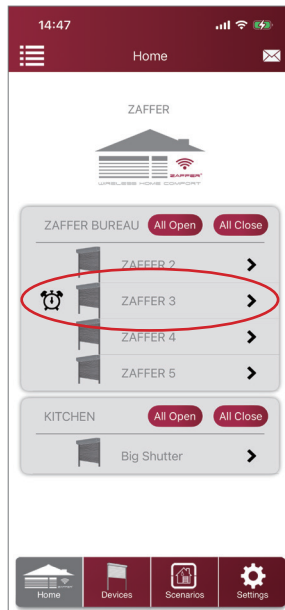 14:47
Home
ZAFFER
ZAFFER
WIRELESS HOME COMFORT
ZAFFER BUREAU All Open All Close
ZAFFER 2
ZAFFER 3
ZAFFER 4
ZAFFER 5
KITCHEN All Open All Close
Big Shutter
Home Devices Scenarios Settings